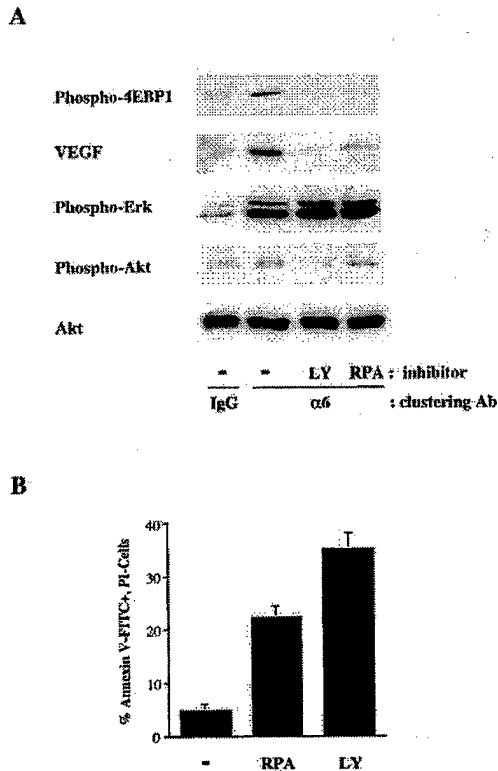 A
Phospho-4EBP1
VEGF
Phospho-Erk
Phospho-Akt
Akt
- - LY RPA : inhibitor
IgG α6 : clustering Ab
B
% Annexin V-FITC+, PI-Cells
40
30
20
10
0
- RPA LY